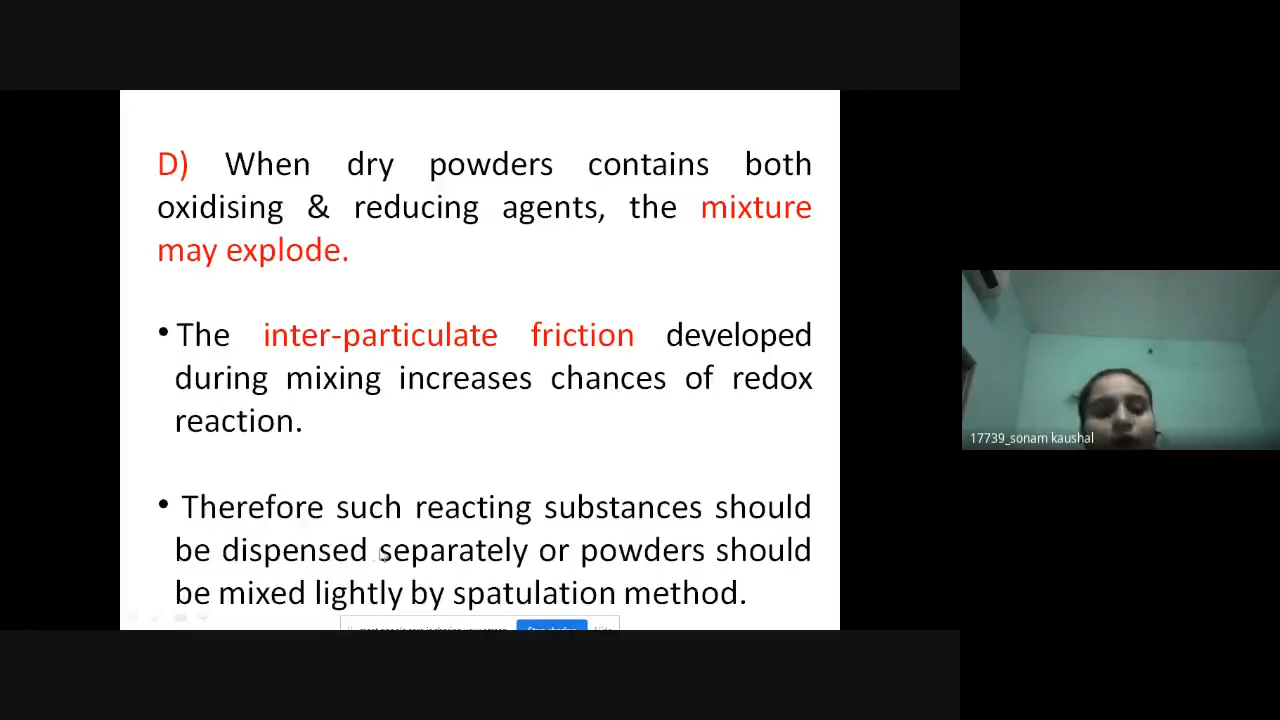 D) When dry powders contains both
oxidising & reducing agents, the mixture
may explode.
• The inter-particulate friction developed
during mixing increases chances of redox
reaction.
• Therefore such reacting substances should
be dispensed separately or powders should
be mixed lightly by spatulation method.
17739_sonam kaushal